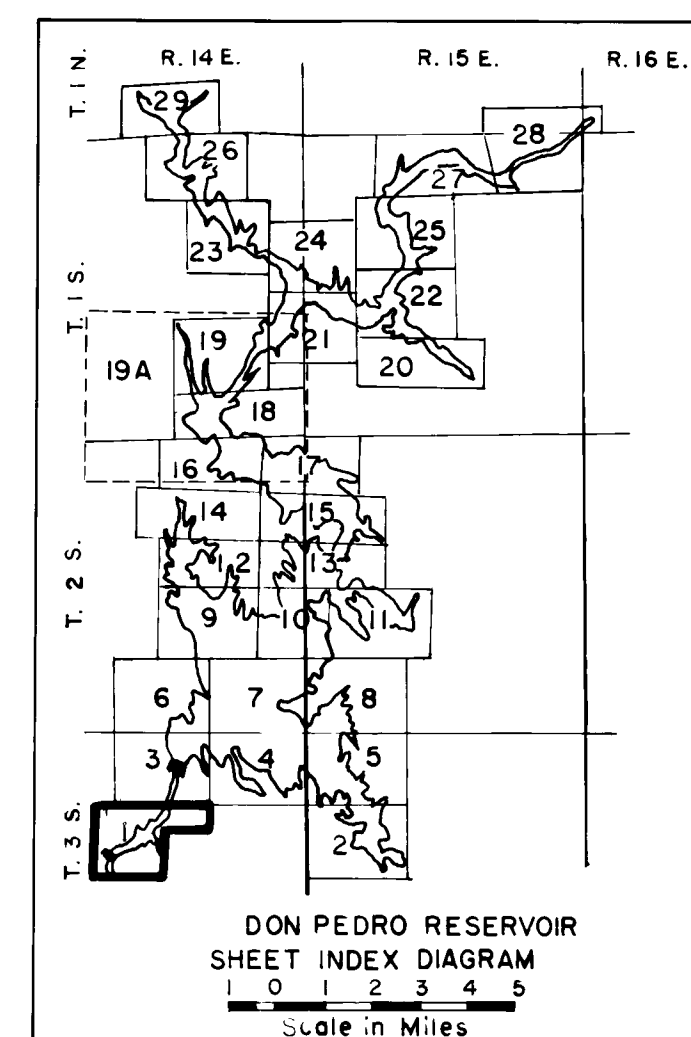 R. 14 E. R. 15 E. R. 16 E.
T. 1 N.
29
28
26
27
25
24
23
22
T. 1 S.
19 21
19A 20
18
16 17
14 15
T. 2 S.
12 13
9 10 11
6 7 8
3 4 5
T. 3 S.
1
2
DON PEDRO RESERVOIR
SHEET INDEX DIAGRAM
1 0 1 2 3 4 5
Scale in Miles